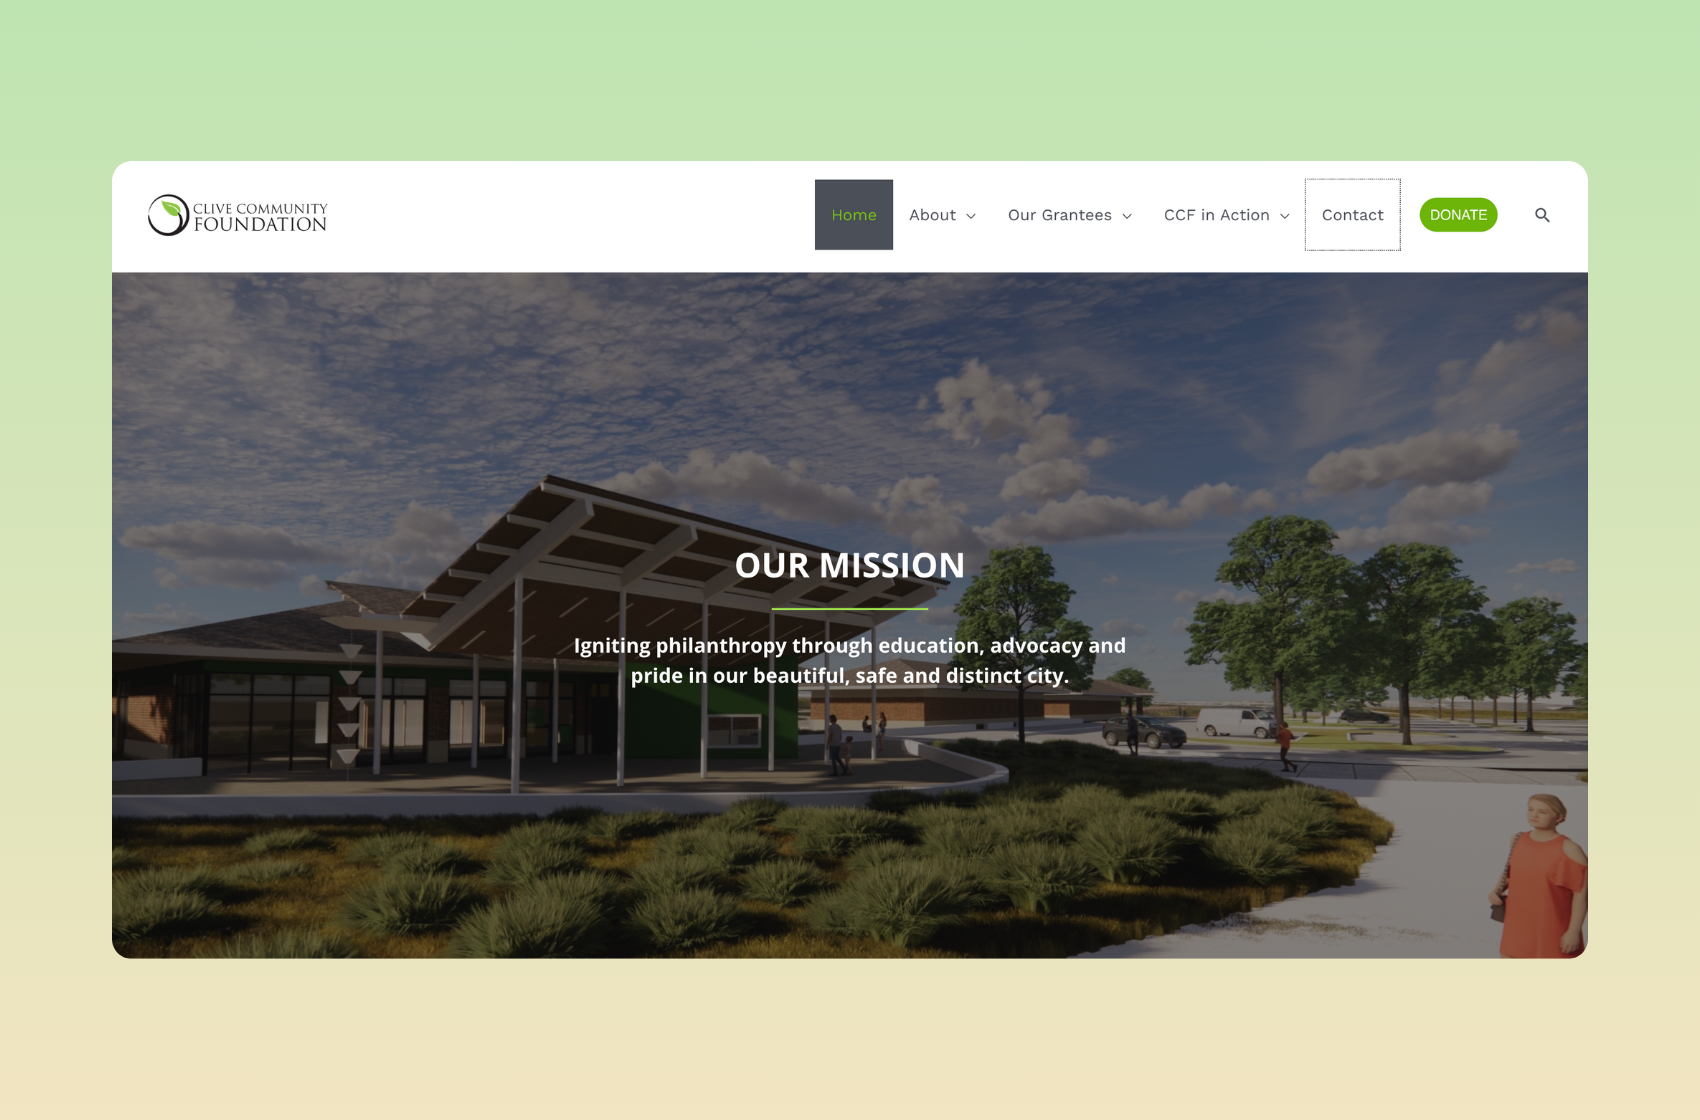 CLIVE COMMUNITY
FOUNDATION
Home
About
Our Grantees
CCF in Action
Contact
DONATE
OUR MISSION
Igniting philanthropy through education, advocacy and
pride in our beautiful, safe and distinct city.